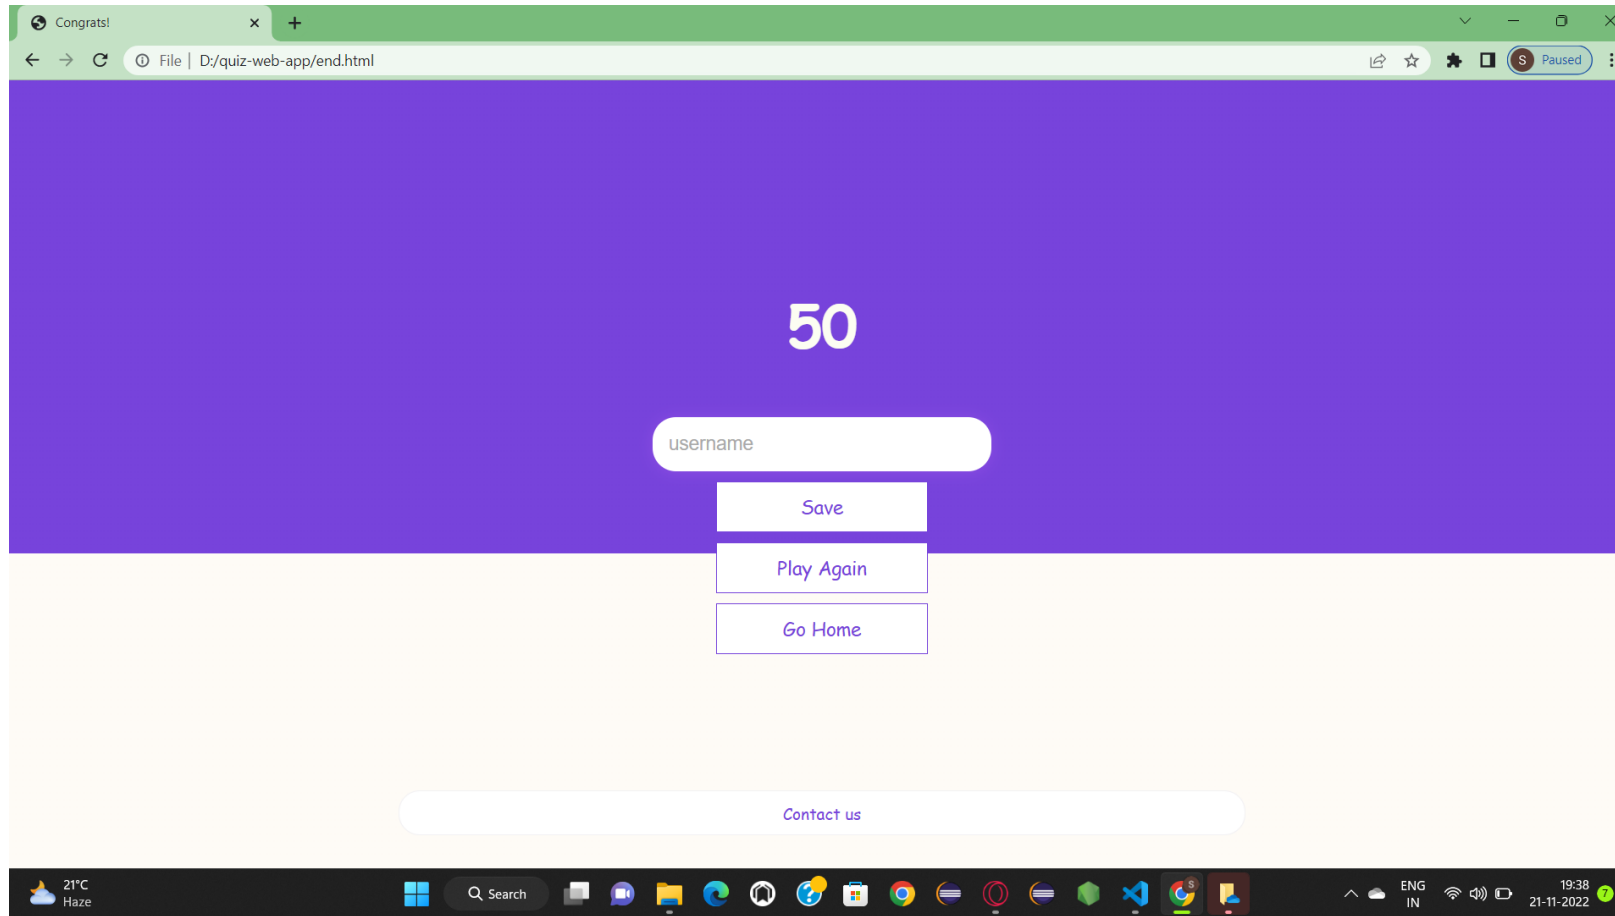 Congrats!
File | D:/quiz-web-app/end.html
S Paused
50
username
Save
Play Again
Go Home
Contact us
21°C
Haze
Search
S
ENG
IN
19:38
21-11-2022
7